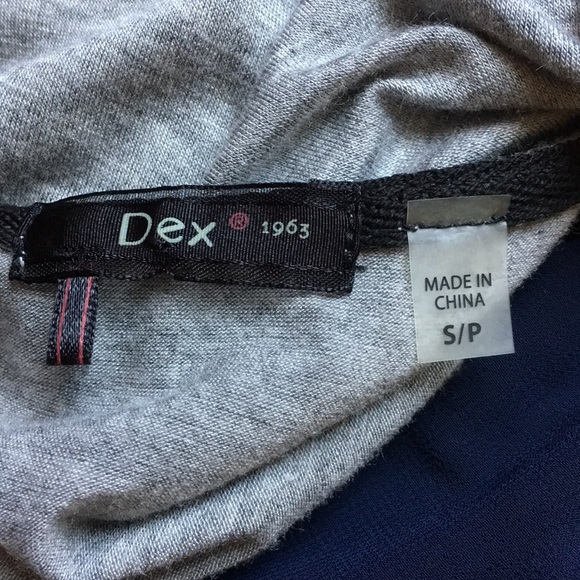 Dex ® 1963
MADE IN
CHINA
S/P